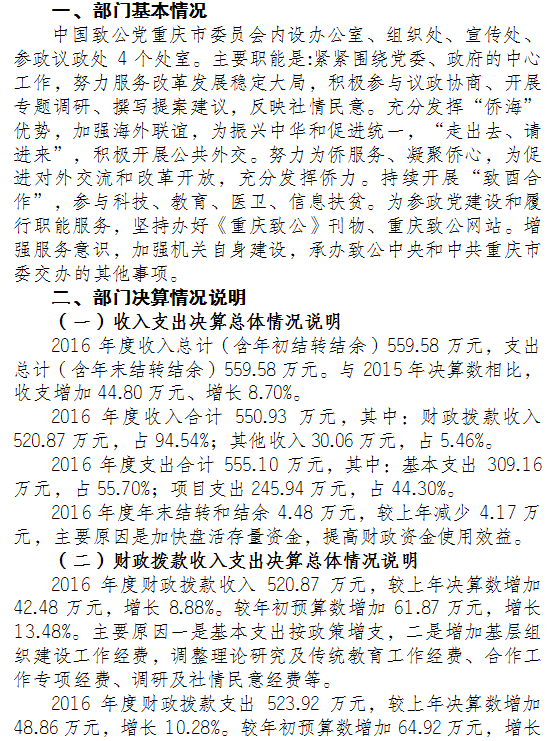 一、部门基本情况
中国致公党重庆市委员会内设办公室、组织处、宣传处、
参政议政处 4 个处室。主要职能是:紧紧围绕党委、政府的中心
工作，努力服务改革发展稳定大局，积极参与议政协商、开展
专题调研、撰写提案建议，反映社情民意。充分发挥“侨海”
优势，加强海外联谊，为振兴中华和促进统一，“走出去、请
进来”，积极开展公共外交。努力为侨服务、凝聚侨心，为促
进对外交流和改革开放，充分发挥侨力。持续开展“致酉合
作”，参与科技、教育、医卫、信息扶贫。为参政党建设和履
行职能服务，坚持办好《重庆致公》刊物、重庆致公网站。增
强服务意识，加强机关自身建设，承办致公中央和中共重庆市
委交办的其他事项。
二、部门决算情况说明
（一）收入支出决算总体情况说明
2016 年度收入总计（含年初结转结余）559.58 万元，支出
总计（含年末结转结余）559.58 万元。与 2015 年决算数相比，
收支增加 44.80 万元、增长 8.70%。
2016 年度收入合计 550.93 万元，其中：财政拨款收入
520.87 万元，占 94.54%；其他收入 30.06 万元，占 5.46%。
2016 年度支出合计 555.10 万元，其中：基本支出 309.16
万元，占 55.70%；项目支出 245.94 万元，占 44.30%。
2016 年度年末结转和结余 4.48 万元，较上年减少 4.17 万
元，主要原因是加快盘活存量资金，提高财政资金使用效益。
（二）财政拨款收入支出决算总体情况说明
2016 年度财政拨款收入 520.87 万元，较上年决算数增加
42.48 万元，增长 8.88%。较年初预算数增加 61.87 万元，增长
13.48%。主要原因一是基本支出按政策增支，二是增加基层组
织建设工作经费，调整理论研究及传统教育工作经费、合作工
作专项经费、调研及社情民意经费等。
2016 年度财政拨款支出 523.92 万元，较上年决算数增加
48.86 万元，增长 10.28%。较年初预算数增加 64.92 万元，增长